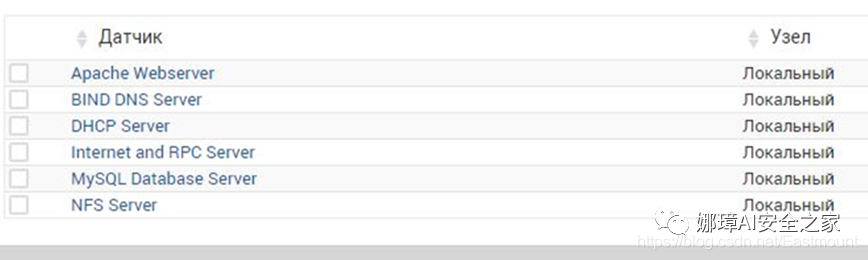 Датчик Узел
Apache Webserver Локальный
BIND DNS Server Локальный
DHCP Server Локальный
Internet and RPC Server Локальный
MySQL Database Server Локальный
NFS Server Локальный
娜璋AI安全之家
https://blog.csdn.net/Eastmount